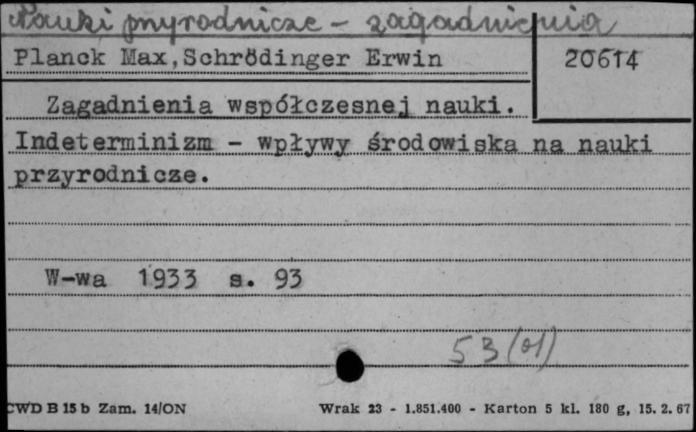 Nauki przyrodnicze - zagadnienia
Planck Max, Schrödinger Erwin
20614
Zagadnienia współczesnej nauki.
Indeterminizm - wpływy środowiska na nauki
przyrodnicze.
W-wa 1933 s. 93
53(01)
CWD B 15 b Zam. 14/ON
Wrak 23 - 1.851.400 - Karton 5 kl. 180 g, 15. 2. 67